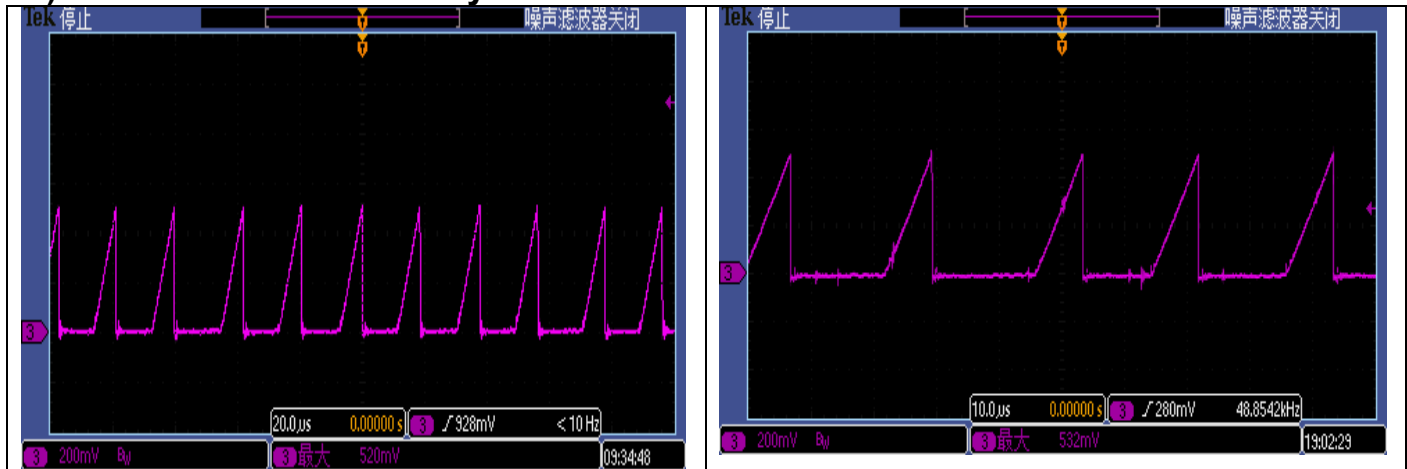 Tek 停止
噪声滤波器关闭
3
20.0µs 0.00000 s 3 928mV < 10 Hz
3 200mV BW 3 最大 520mV 09:34:48
Tek 停止
噪声滤波器关闭
3
10.0µs 0.00000 s 3 280mV 48.8542kHz
3 200mV BW 3 最大 532mV 19:02:29